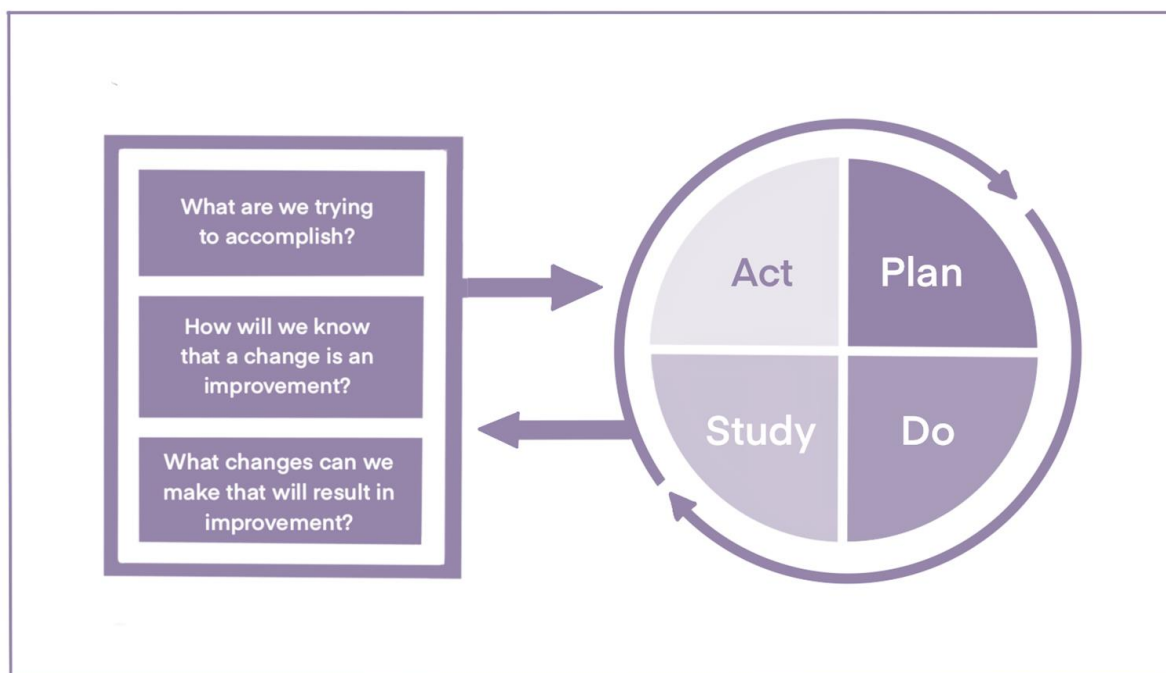 What are we trying
to accomplish?
How will we know
that a change is an
improvement?
What changes can we
make that will result in
improvement?
Act
Plan
Study
Do